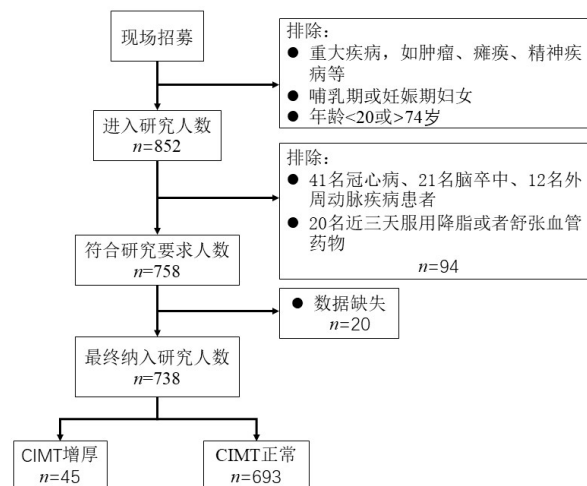 现场招募
排除：
● 重大疾病，如肿瘤、瘫痪、精神疾
病等
● 哺乳期或妊娠期妇女
● 年龄<20或>74岁
进入研究人数
n=852
排除：
● 41名冠心病、21名脑卒中、12名外
周动脉疾病患者
● 20名近三天服用降脂或者舒张血管
药物
n=94
符合研究要求人数
n=758
● 数据缺失
n=20
最终纳入研究人数
n=738
CIMT增厚
n=45
CIMT正常
n=693